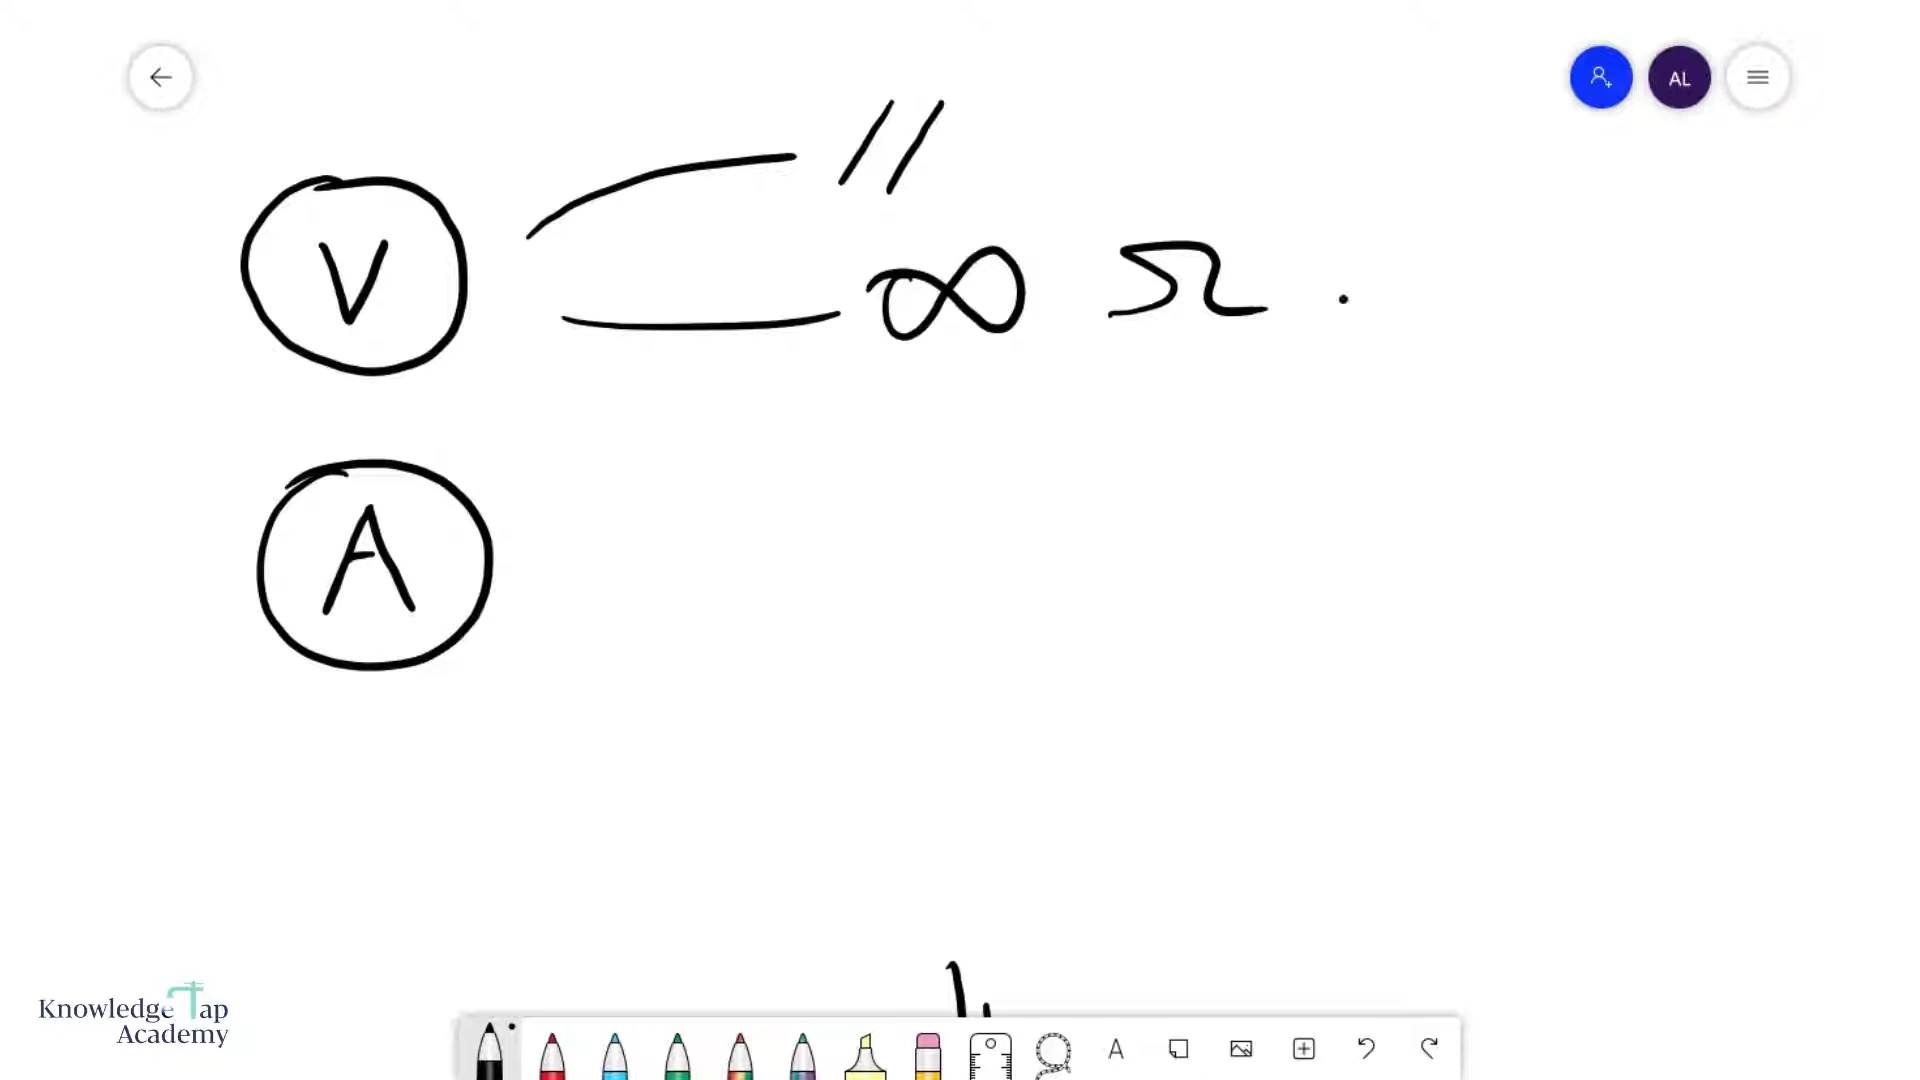 AL
//
V
∞ Ω .
A
Knowledge Tap
Academy
A